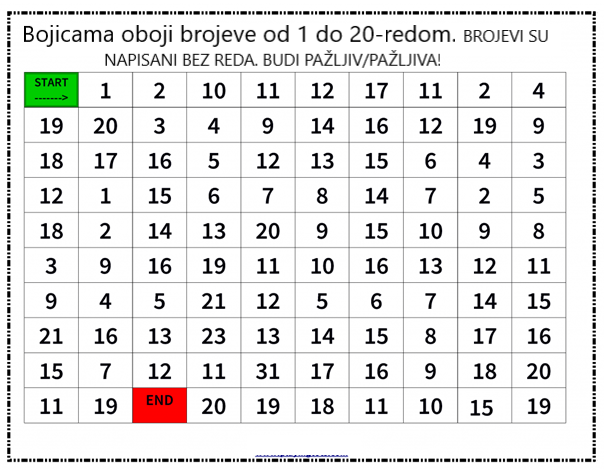 Bojicama oboji brojeve od 1 do 20-redom. BROJEVI SU
NAPISANI BEZ REDA. BUDI PAŽLJIV/PAŽLJIVA!
START
-------> 1 2 10 11 12 17 11 2 4
19 20 3 4 9 14 16 12 19 9
18 17 16 5 12 13 15 6 4 3
12 1 15 6 7 8 14 7 2 5
18 2 14 13 20 9 15 10 9 8
3 9 16 19 11 10 16 13 12 11
9 4 5 21 12 5 6 7 14 15
21 16 13 23 13 14 15 8 17 16
15 7 12 11 31 17 16 9 18 20
11 19 END 20 19 18 11 10 15 19